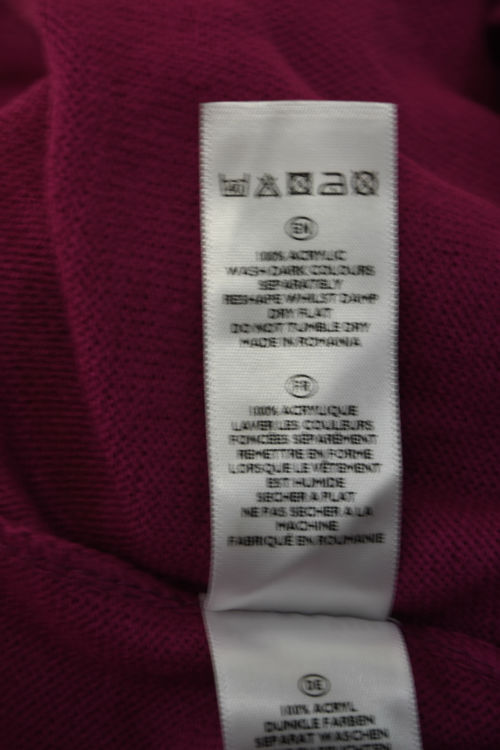 EN
100% ACRYLIC
WASH DARK COLOURS
SEPARATELY
RESHAPE WHILST DAMP
DRY FLAT
DO NOT TUMBLE DRY
MADE IN ROMANIA
FR
100% ACRYLIQUE
LAVER LES COULEURS
FONCÉES SÉPARÉMENT
REMETTRE EN FORME
LORSQUE LE VÊTEMENT
EST HUMIDE
SECHER A PLAT
NE PAS SECHER A LA
MACHINE
FABRIQUÉ EN ROUMANIE
DE
100% ACRYL
DUNKLE FARBEN
SEPARAT WASCHEN